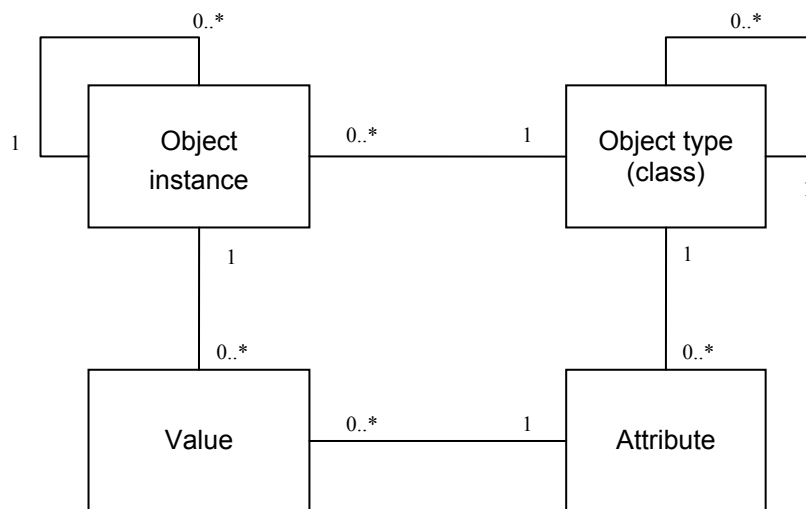 0..*
0..*
1
Object
instance
0..*
1
Object type
(class)
1
1
0..*
0..*
Value
0..*
1
Attribute